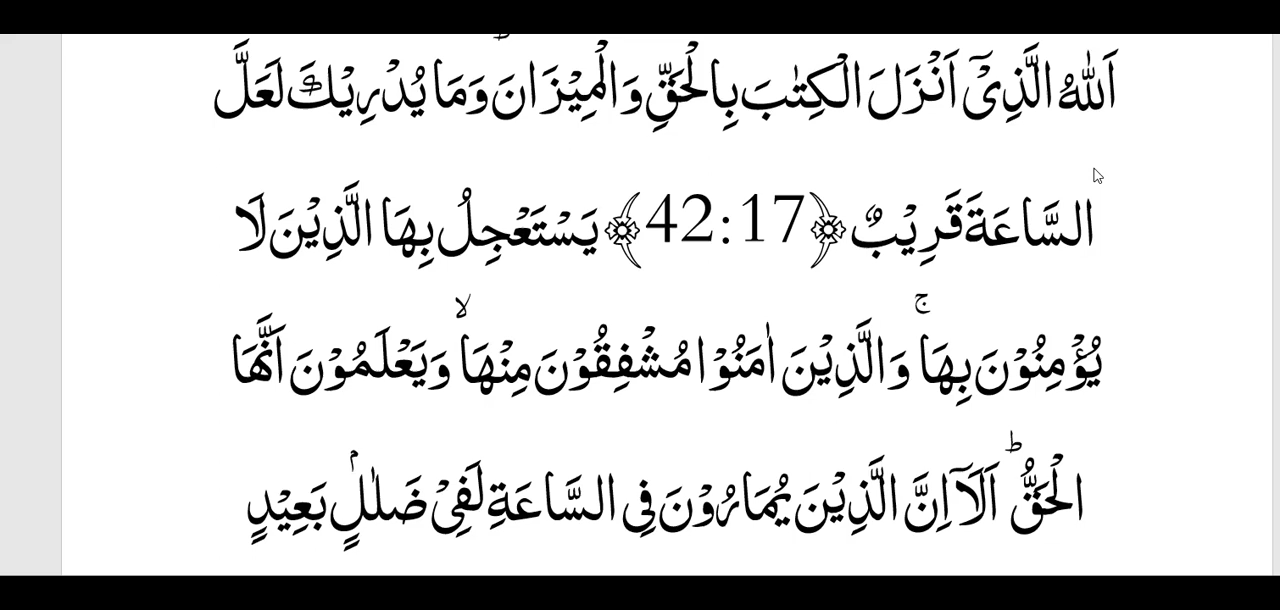 اَللّٰهُ الَّذِیْۤ اَنْزَلَ الْكِتٰبَ بِالْحَقِّ وَالْمِیْزَانَ ؕ وَمَا یُدْرِیْكَ لَعَلَّ
السَّاعَةَ قَرِیْبٌ ﴿42:17﴾ یَسْتَعْجِلُ بِهَا الَّذِیْنَ لَا
یُؤْمِنُوْنَ بِهَا ۚ وَالَّذِیْنَ اٰمَنُوْا مُشْفِقُوْنَ مِنْهَا ۙ وَیَعْلَمُوْنَ اَنَّهَا
الْحَقُّ ؕ اَلَاۤ اِنَّ الَّذِیْنَ یُمَارُوْنَ فِی السَّاعَةِ لَفِیْ ضَلٰلٍۭ بَعِیْدٍ